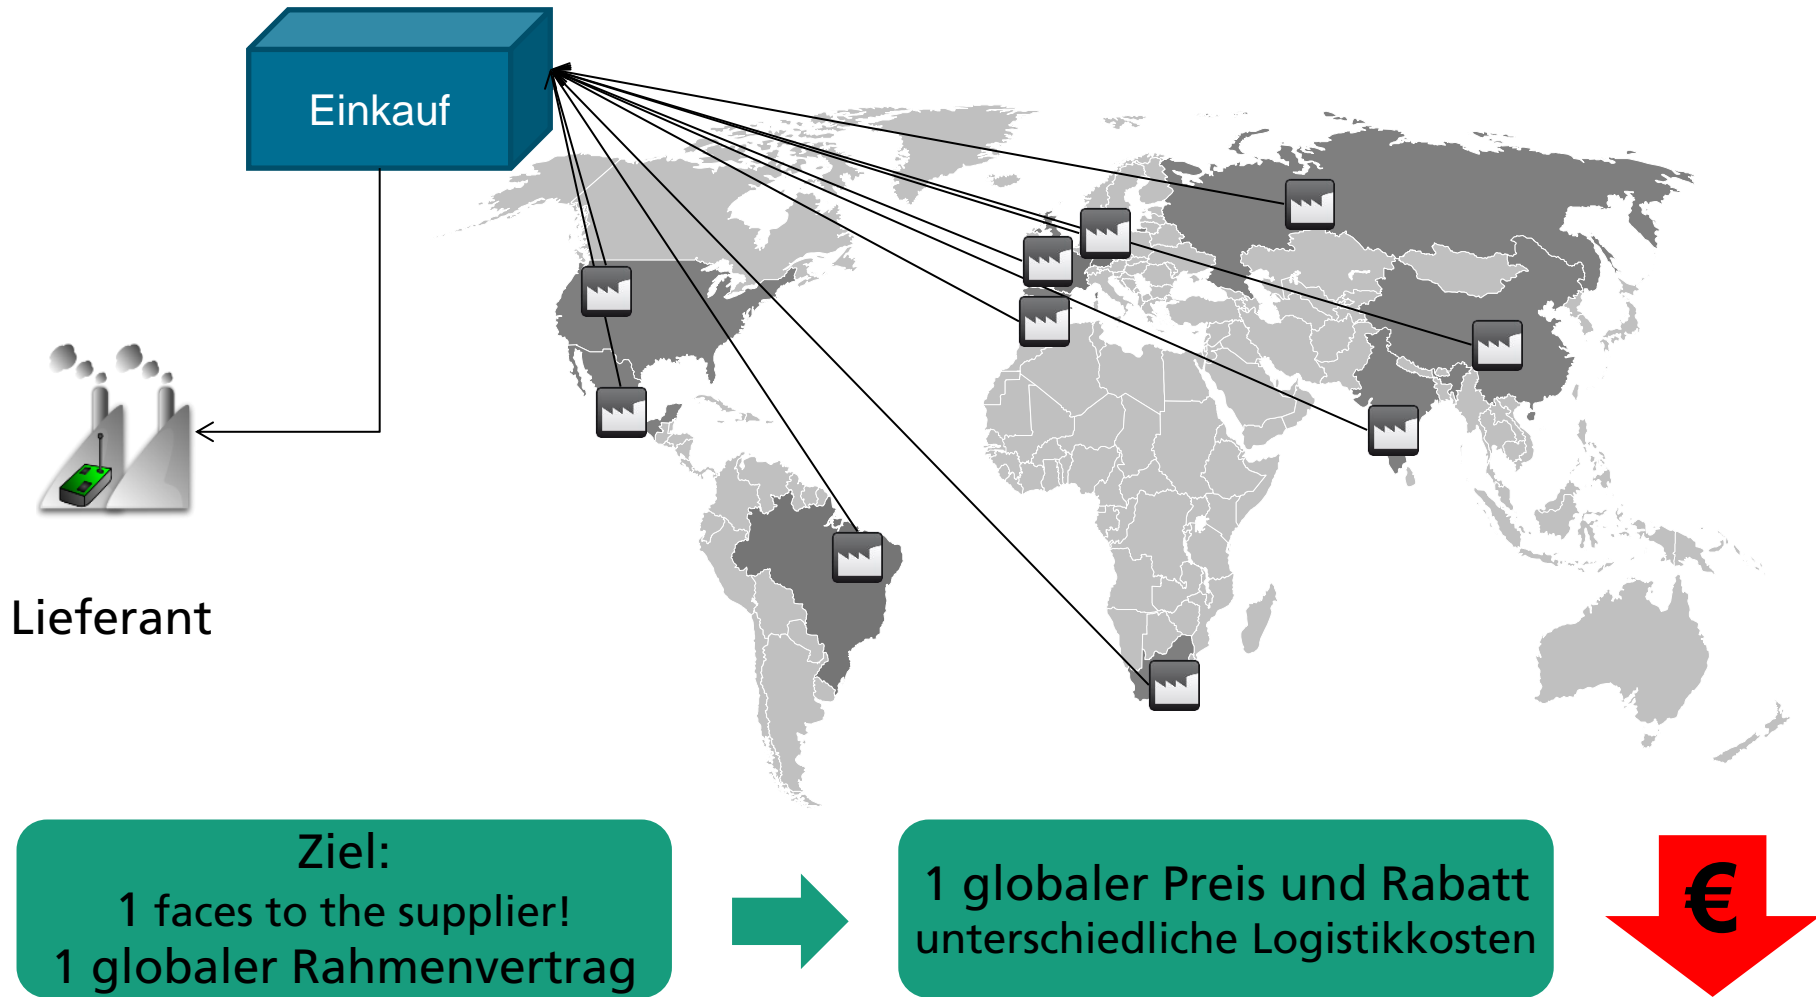 Einkauf
Lieferant
Ziel:
1 faces to the supplier!
1 globaler Rahmenvertrag
1 globaler Preis und Rabatt
unterschiedliche Logistikkosten
€